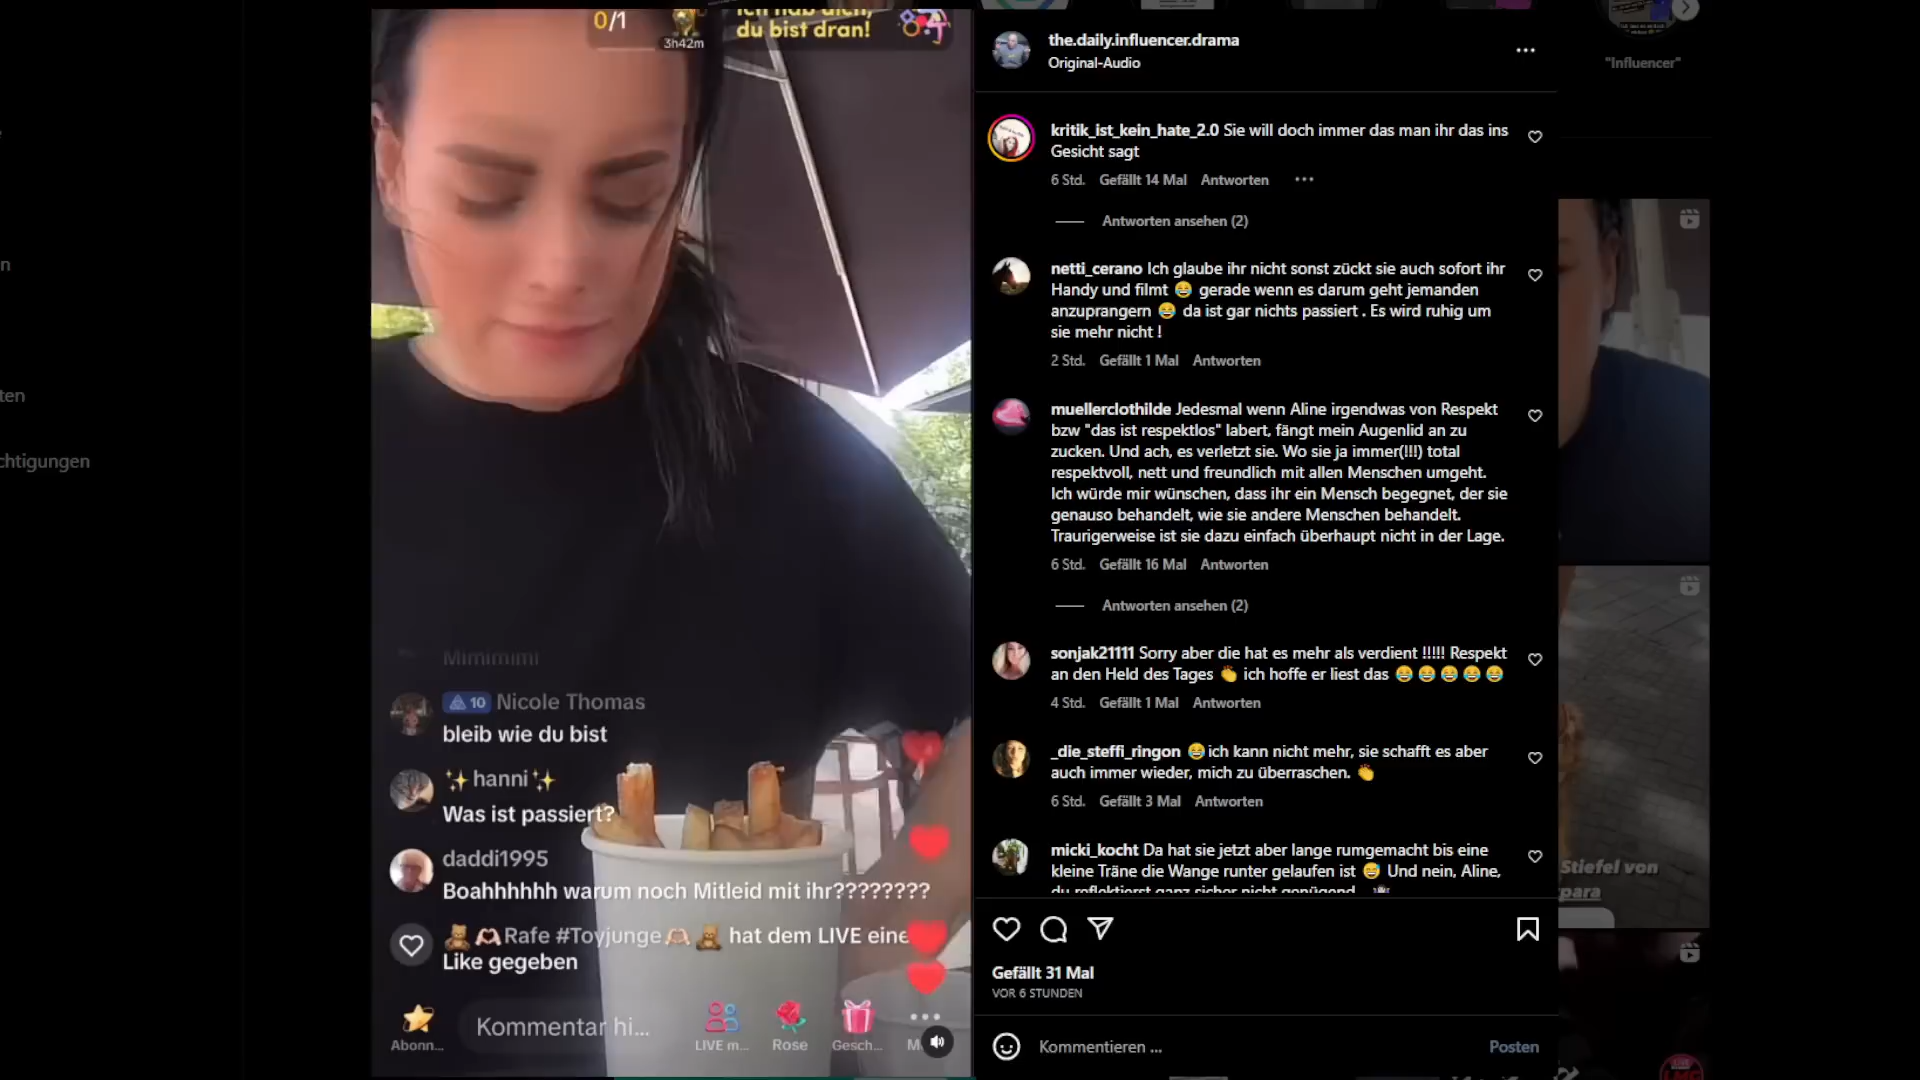 0/1
3h42m
Ich hab dich,
du bist dran!
Mimimimi
10 Nicole Thomas
bleib wie du bist
✨hanni✨
Was ist passiert?
daddi1995
Boahhhhhh warum noch Mitleid mit ihr????????
🧸🫶🏼Rafe #Toyjunge🫶🏼🧸 hat dem LIVE eine
Like gegeben
Kommentar hi...
Abonn...
LIVE m...
Rose
Gesch...
the.daily.influencer.drama
Original-Audio
kritik_ist_kein_hate_2.0 Sie will doch immer das man ihr das ins
Gesicht sagt
6 Std. Gefällt 14 Mal Antworten
Antworten ansehen (2)
netti_cerano Ich glaube ihr nicht sonst zückt sie auch sofort ihr
Handy und filmt 😂 gerade wenn es darum geht jemanden
anzuprangern 😂 da ist gar nichts passiert . Es wird ruhig um
sie mehr nicht !
2 Std. Gefällt 1 Mal Antworten
muellerclothilde Jedesmal wenn Aline irgendwas von Respekt
bzw "das ist respektlos" labert, fängt mein Augenlid an zu
zucken. Und ach, es verletzt sie. Wo sie ja immer(!!!) total
respektvoll, nett und freundlich mit allen Menschen umgeht.
Ich würde mir wünschen, dass ihr ein Mensch begegnet, der sie
genauso behandelt, wie sie andere Menschen behandelt.
Traurigerweise ist sie dazu einfach überhaupt nicht in der Lage.
6 Std. Gefällt 16 Mal Antworten
Antworten ansehen (2)
sonjak21111 Sorry aber die hat es mehr als verdient !!!!! Respekt
an den Held des Tages 👏 ich hoffe er liest das 😂😂😂😂😂
4 Std. Gefällt 1 Mal Antworten
_die_steffi_ringon 😂ich kann nicht mehr, sie schafft es aber
auch immer wieder, mich zu überraschen. 👏
6 Std. Gefällt 3 Mal Antworten
micki_kocht Da hat sie jetzt aber lange rumgemacht bis eine
kleine Träne die Wange runter gelaufen ist 😅 Und nein, Aline,
du reflektierst ganz sicher nicht genügend
Gefällt 31 Mal
VOR 6 STUNDEN
Kommentieren ...
Posten
"Influencer"
Stiefel von
para
n
ten
chtigungen